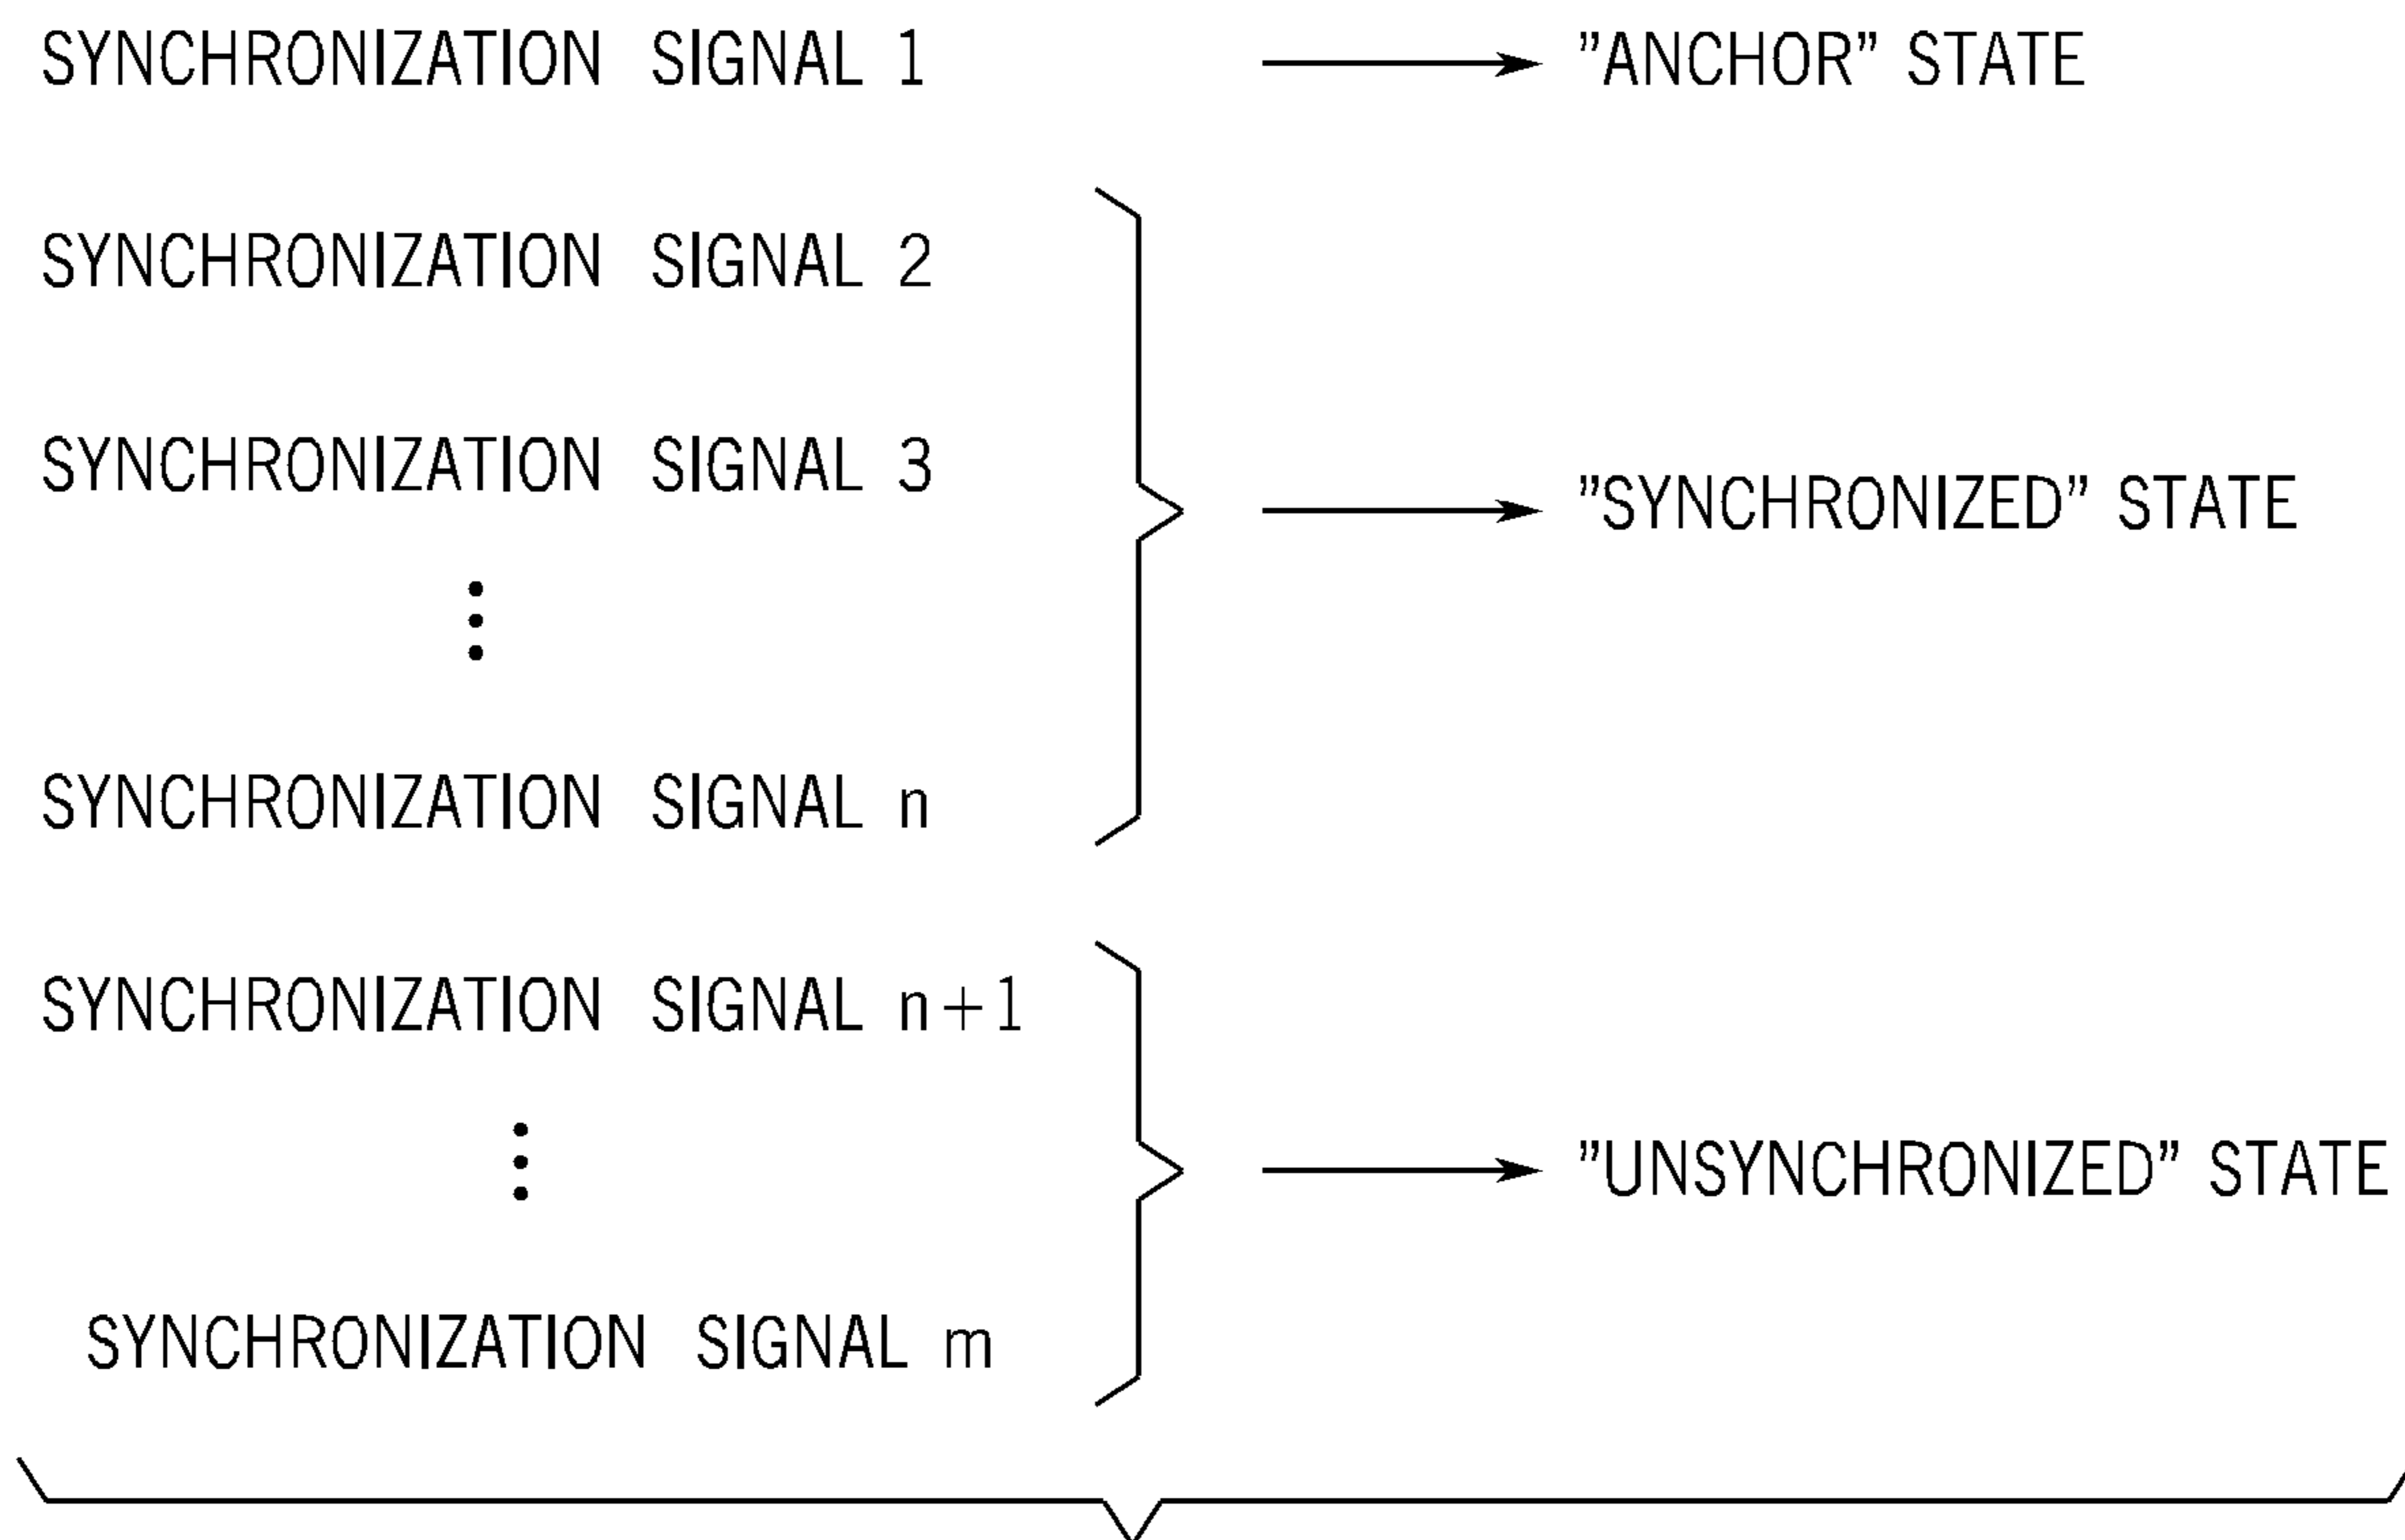 SYNCHRONIZATION SIGNAL 1 ”ANCHOR” STATE
SYNCHRONIZATION SIGNAL 2
SYNCHRONIZATION SIGNAL 3
”SYNCHRONIZED” STATE
SYNCHRONIZATION SIGNAL n
SYNCHRONIZATION SIGNAL n+1
”UNSYNCHRONIZED” STATE
SYNCHRONIZATION SIGNAL m